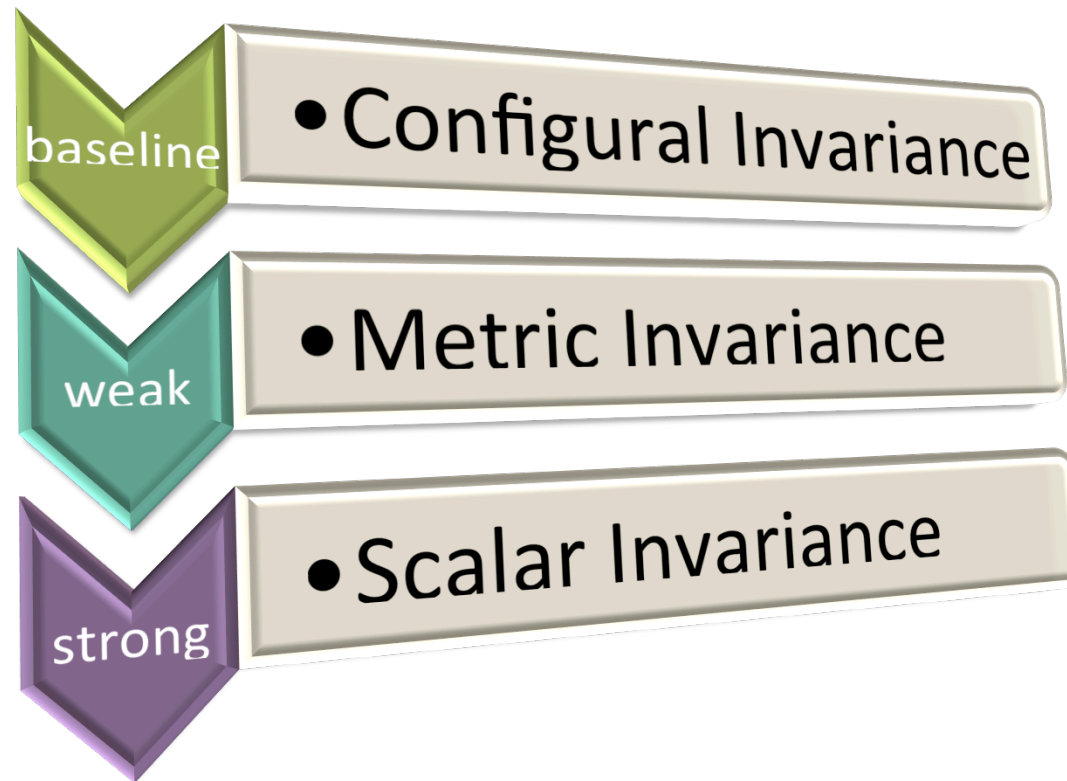 baseline
• Configural Invariance
weak
• Metric Invariance
strong
• Scalar Invariance